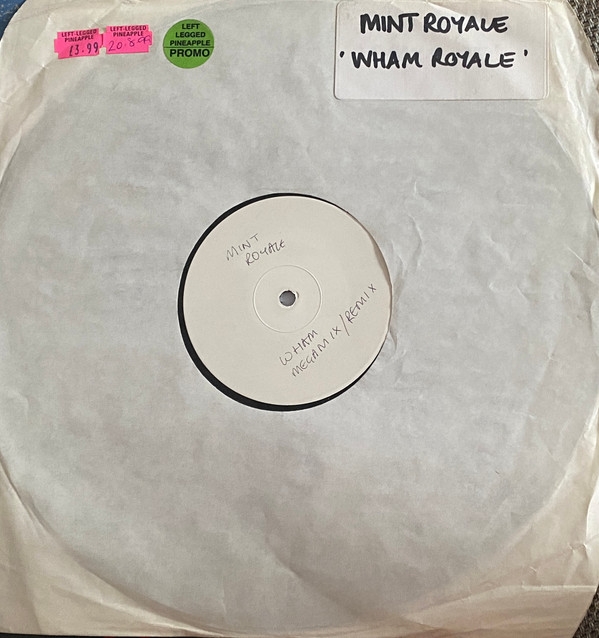 LEFT-LEGGED
PINEAPPLE
£3.99
LEFT-LEGGED
PINEAPPLE
LEFT
LEGGED
PINEAPPLE
PROMO
MINT ROYALE
'WHAM ROYALE'
MINT
ROYALE
WHAM
MEGAMIX/REMIX